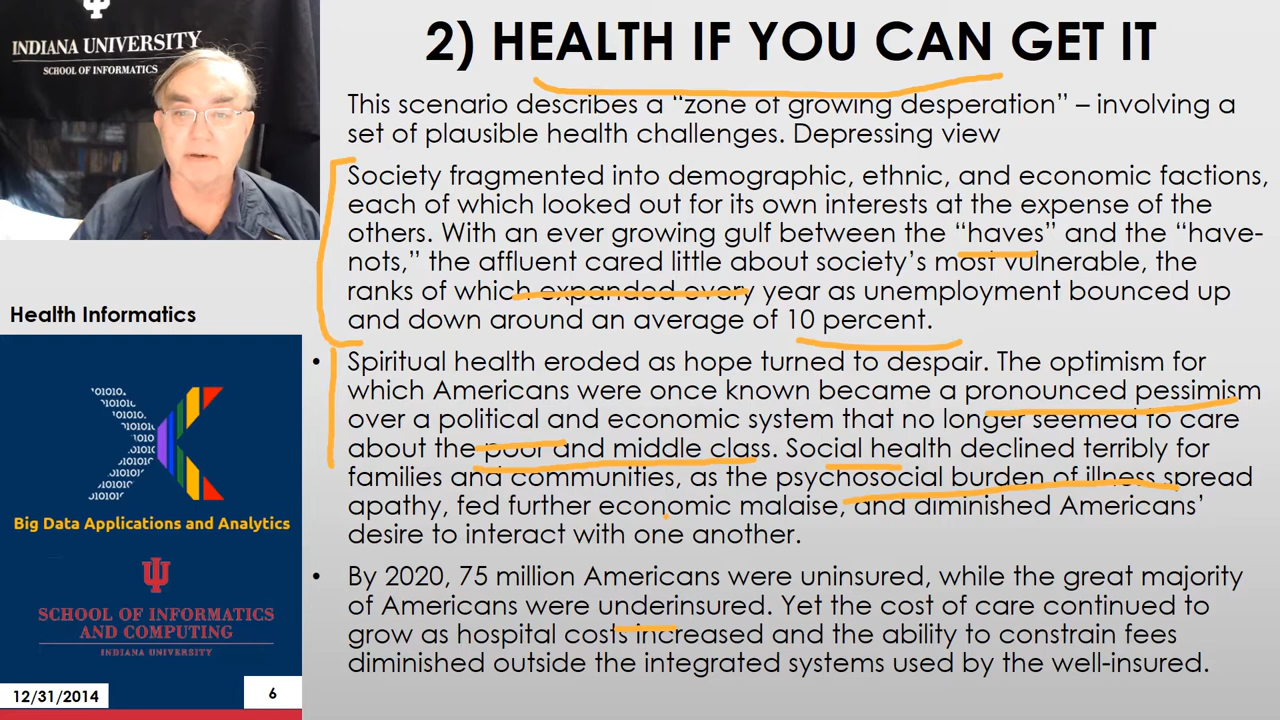 INDIANA UNIVERSITY
SCHOOL OF INFORMATICS
2) HEALTH IF YOU CAN GET IT
This scenario describes a “zone of growing desperation” – involving a
set of plausible health challenges. Depressing view
Society fragmented into demographic, ethnic, and economic factions,
each of which looked out for its own interests at the expense of the
others. With an ever growing gulf between the “haves” and the “have-
nots,” the affluent cared little about society’s most vulnerable, the
ranks of which expanded every year as unemployment bounced up
and down around an average of 10 percent.
• Spiritual health eroded as hope turned to despair. The optimism for
which Americans were once known became a pronounced pessimism
over a political and economic system that no longer seemed to care
about the poor and middle class. Social health declined terribly for
families and communities, as the psychosocial burden of illness spread
apathy, fed further economic malaise, and diminished Americans’
desire to interact with one another.
• By 2020, 75 million Americans were uninsured, while the great majority
of Americans were underinsured. Yet the cost of care continued to
grow as hospital costs increased and the ability to constrain fees
diminished outside the integrated systems used by the well-insured.
Health Informatics
Big Data Applications and Analytics
SCHOOL OF INFORMATICS
AND COMPUTING
INDIANA UNIVERSITY
12/31/2014
6